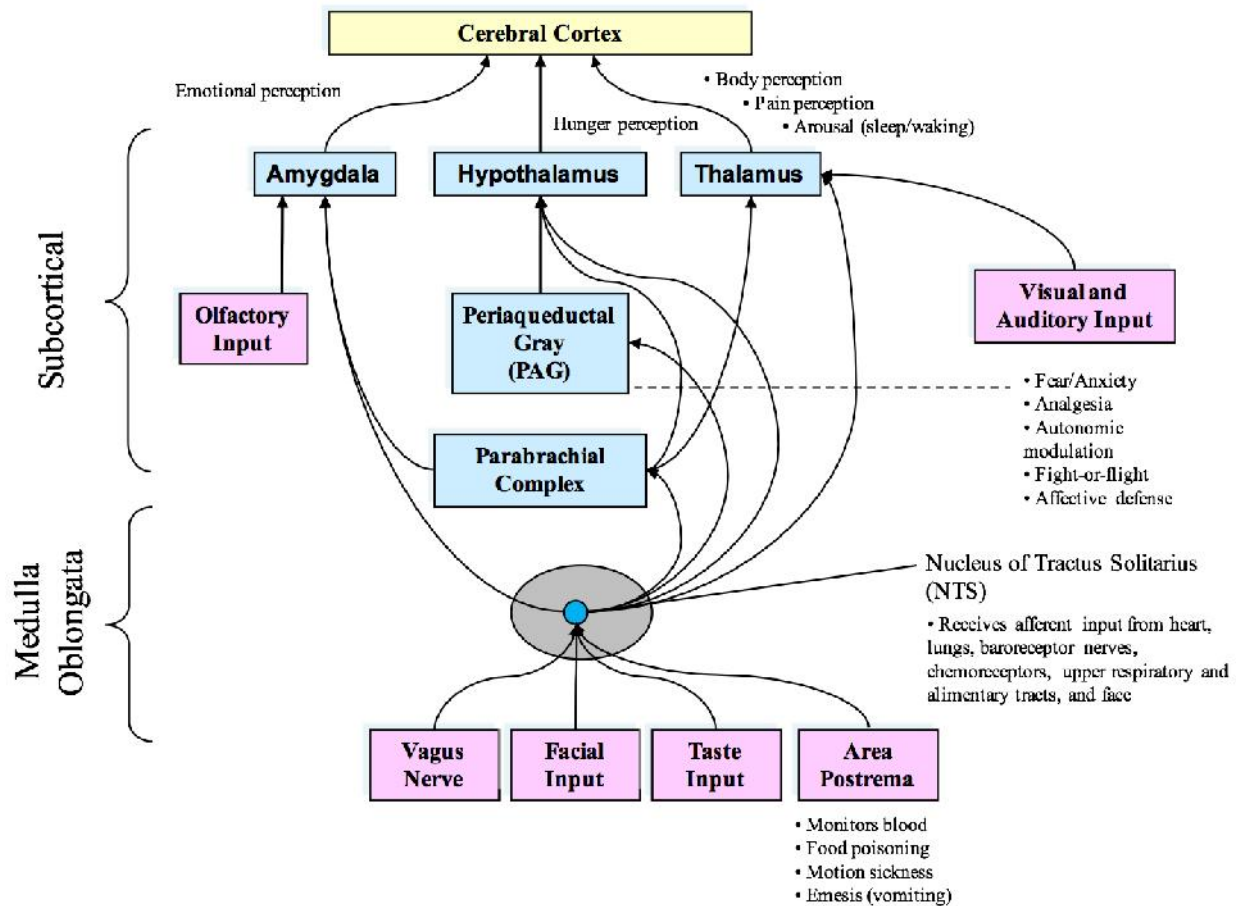 Cerebral Cortex
Emotional perception
Hunger perception
• Body perception
• Pain perception
• Arousal (sleep/waking)
Amygdala
Hypothalamus
Thalamus
Subcortical
Olfactory
Input
Periaqueductal
Gray
(PAG)
Visual and
Auditory Input
• Fear/Anxiety
• Analgesia
• Autonomic
modulation
• Fight-or-flight
• Affective defense
Parabrachial
Complex
Medulla
Oblongata
Nucleus of Tractus Solitarius
(NTS)
• Receives afferent input from heart,
lungs, baroreceptor nerves,
chemoreceptors, upper respiratory and
alimentary tracts, and face
Vagus
Nerve
Facial
Input
Taste
Input
Area
Postrema
• Monitors blood
• Food poisoning
• Motion sickness
• Emesis (vomiting)